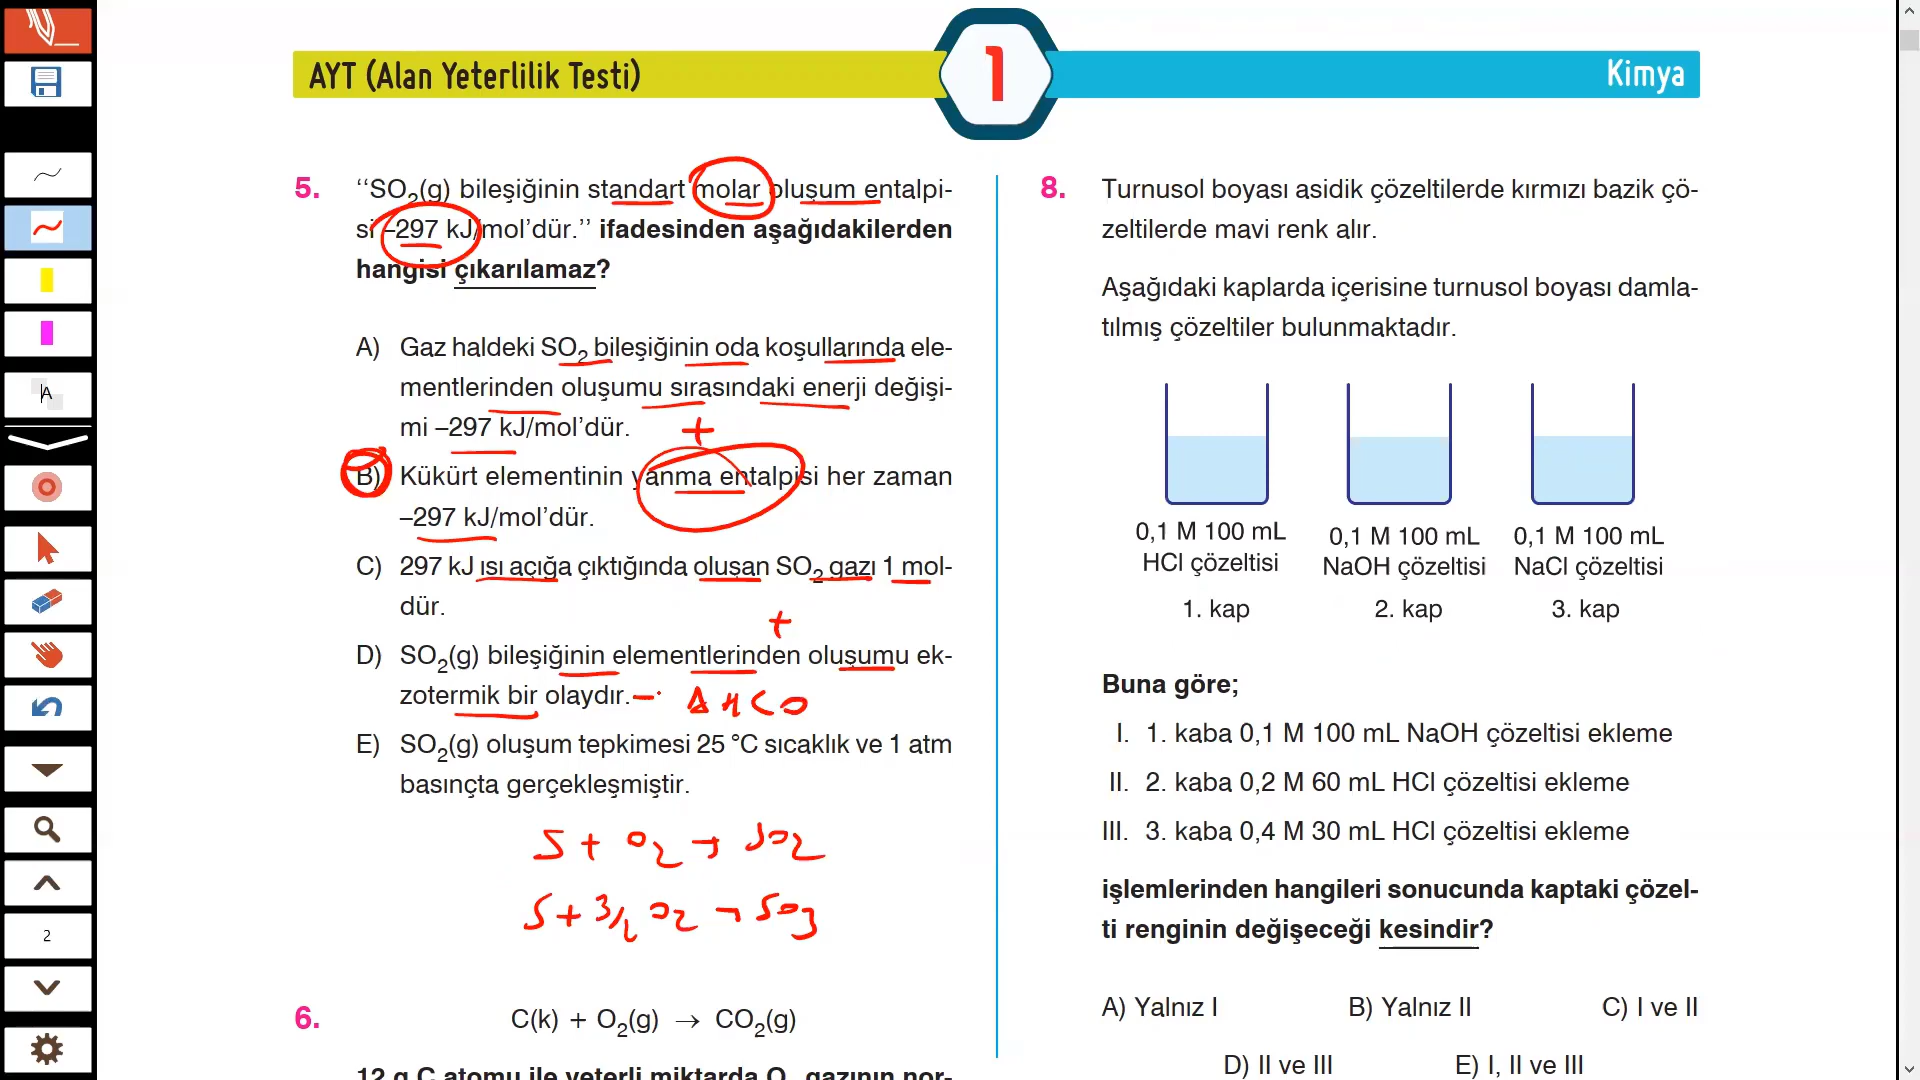 AYT (Alan Yeterlilik Testi)
1
Kimya
5. ‘‘SO2(g) bileşiğinin standart molar oluşum entalpi-
si –297 kJ/mol’dür.’’ ifadesinden aşağıdakilerden
hangisi çıkarılamaz?
A) Gaz haldeki SO2 bileşiğinin oda koşullarında ele-
mentlerinden oluşumu sırasındaki enerji değişi-
mi –297 kJ/mol’dür.
+
B) Kükürt elementinin yanma entalpisi her zaman
–297 kJ/mol’dür.
C) 297 kJ ısı açığa çıktığında oluşan SO2 gazı 1 mol-
dür.
+
D) SO2(g) bileşiğinin elementlerinden oluşumu ek-
zotermik bir olaydır. – ΔH<0
E) SO2(g) oluşum tepkimesi 25 °C sıcaklık ve 1 atm
basınçta gerçekleşmiştir.
S + O2 → SO2
S + 3/2 O2 → SO3
6. C(k) + O2(g) → CO2(g)
12 g C atomu ile yeterli miktarda O2 gazının nor-
8. Turnusol boyası asidik çözeltilerde kırmızı bazik çö-
zeltilerde mavi renk alır.
Aşağıdaki kaplarda içerisine turnusol boyası damla-
tılmış çözeltiler bulunmaktadır.
0,1 M 100 mL
HCl çözeltisi
1. kap
0,1 M 100 mL
NaOH çözeltisi
2. kap
0,1 M 100 mL
NaCl çözeltisi
3. kap
Buna göre;
I. 1. kaba 0,1 M 100 mL NaOH çözeltisi ekleme
II. 2. kaba 0,2 M 60 mL HCl çözeltisi ekleme
III. 3. kaba 0,4 M 30 mL HCl çözeltisi ekleme
işlemlerinden hangileri sonucunda kaptaki çözel-
ti renginin değişeceği kesindir?
A) Yalnız I B) Yalnız II C) I ve II
D) II ve III E) I, II ve III
A
2